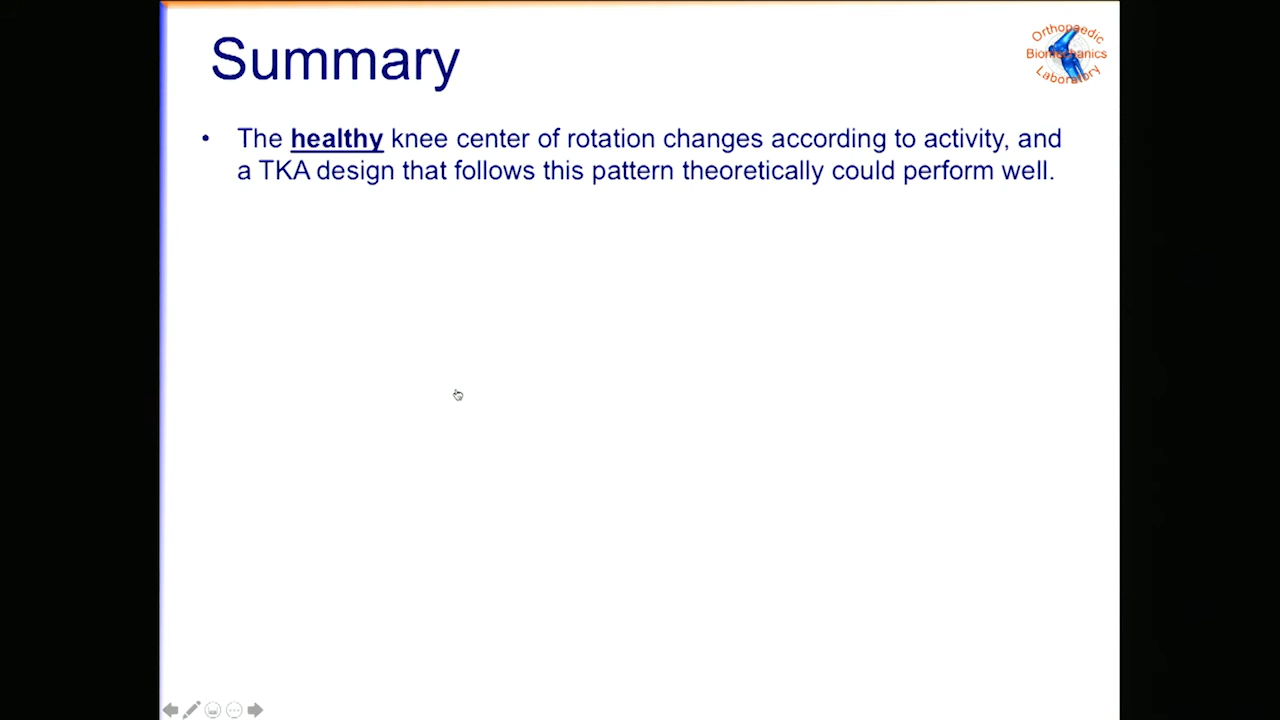 Summary
Orthopaedic
Biomechanics
Laboratory
• The healthy knee center of rotation changes according to activity, and
a TKA design that follows this pattern theoretically could perform well.